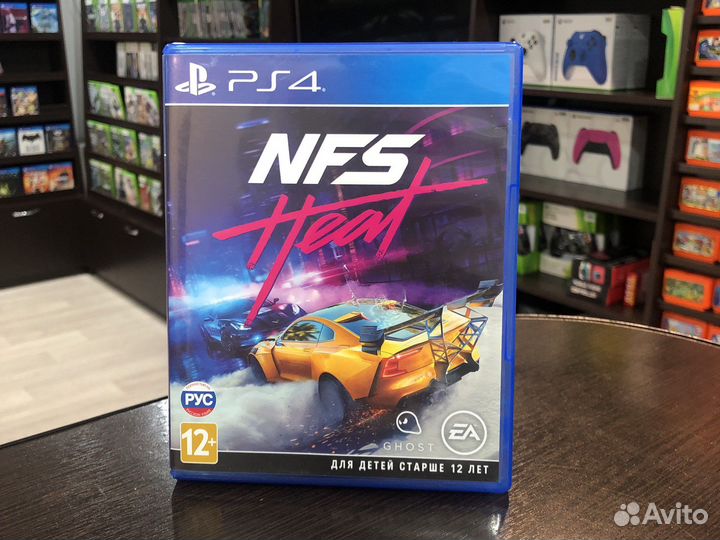 PS4
NFS
Heat
РУС
12+
GHOST
EA
ДЛЯ ДЕТЕЙ СТАРШЕ 12 ЛЕТ
Avito